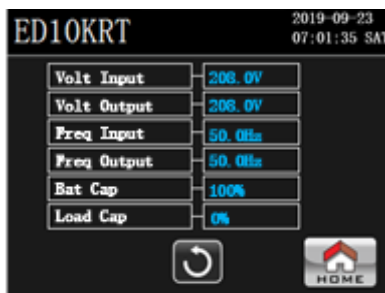 ED10KRT
2019-09-23
07:01:35 SAT
Volt Input 208.0V
Volt Output 208.0V
Freq Input 50.0Hz
Freq Output 50.0Hz
Bat Cap 100%
Load Cap 0%
HOME